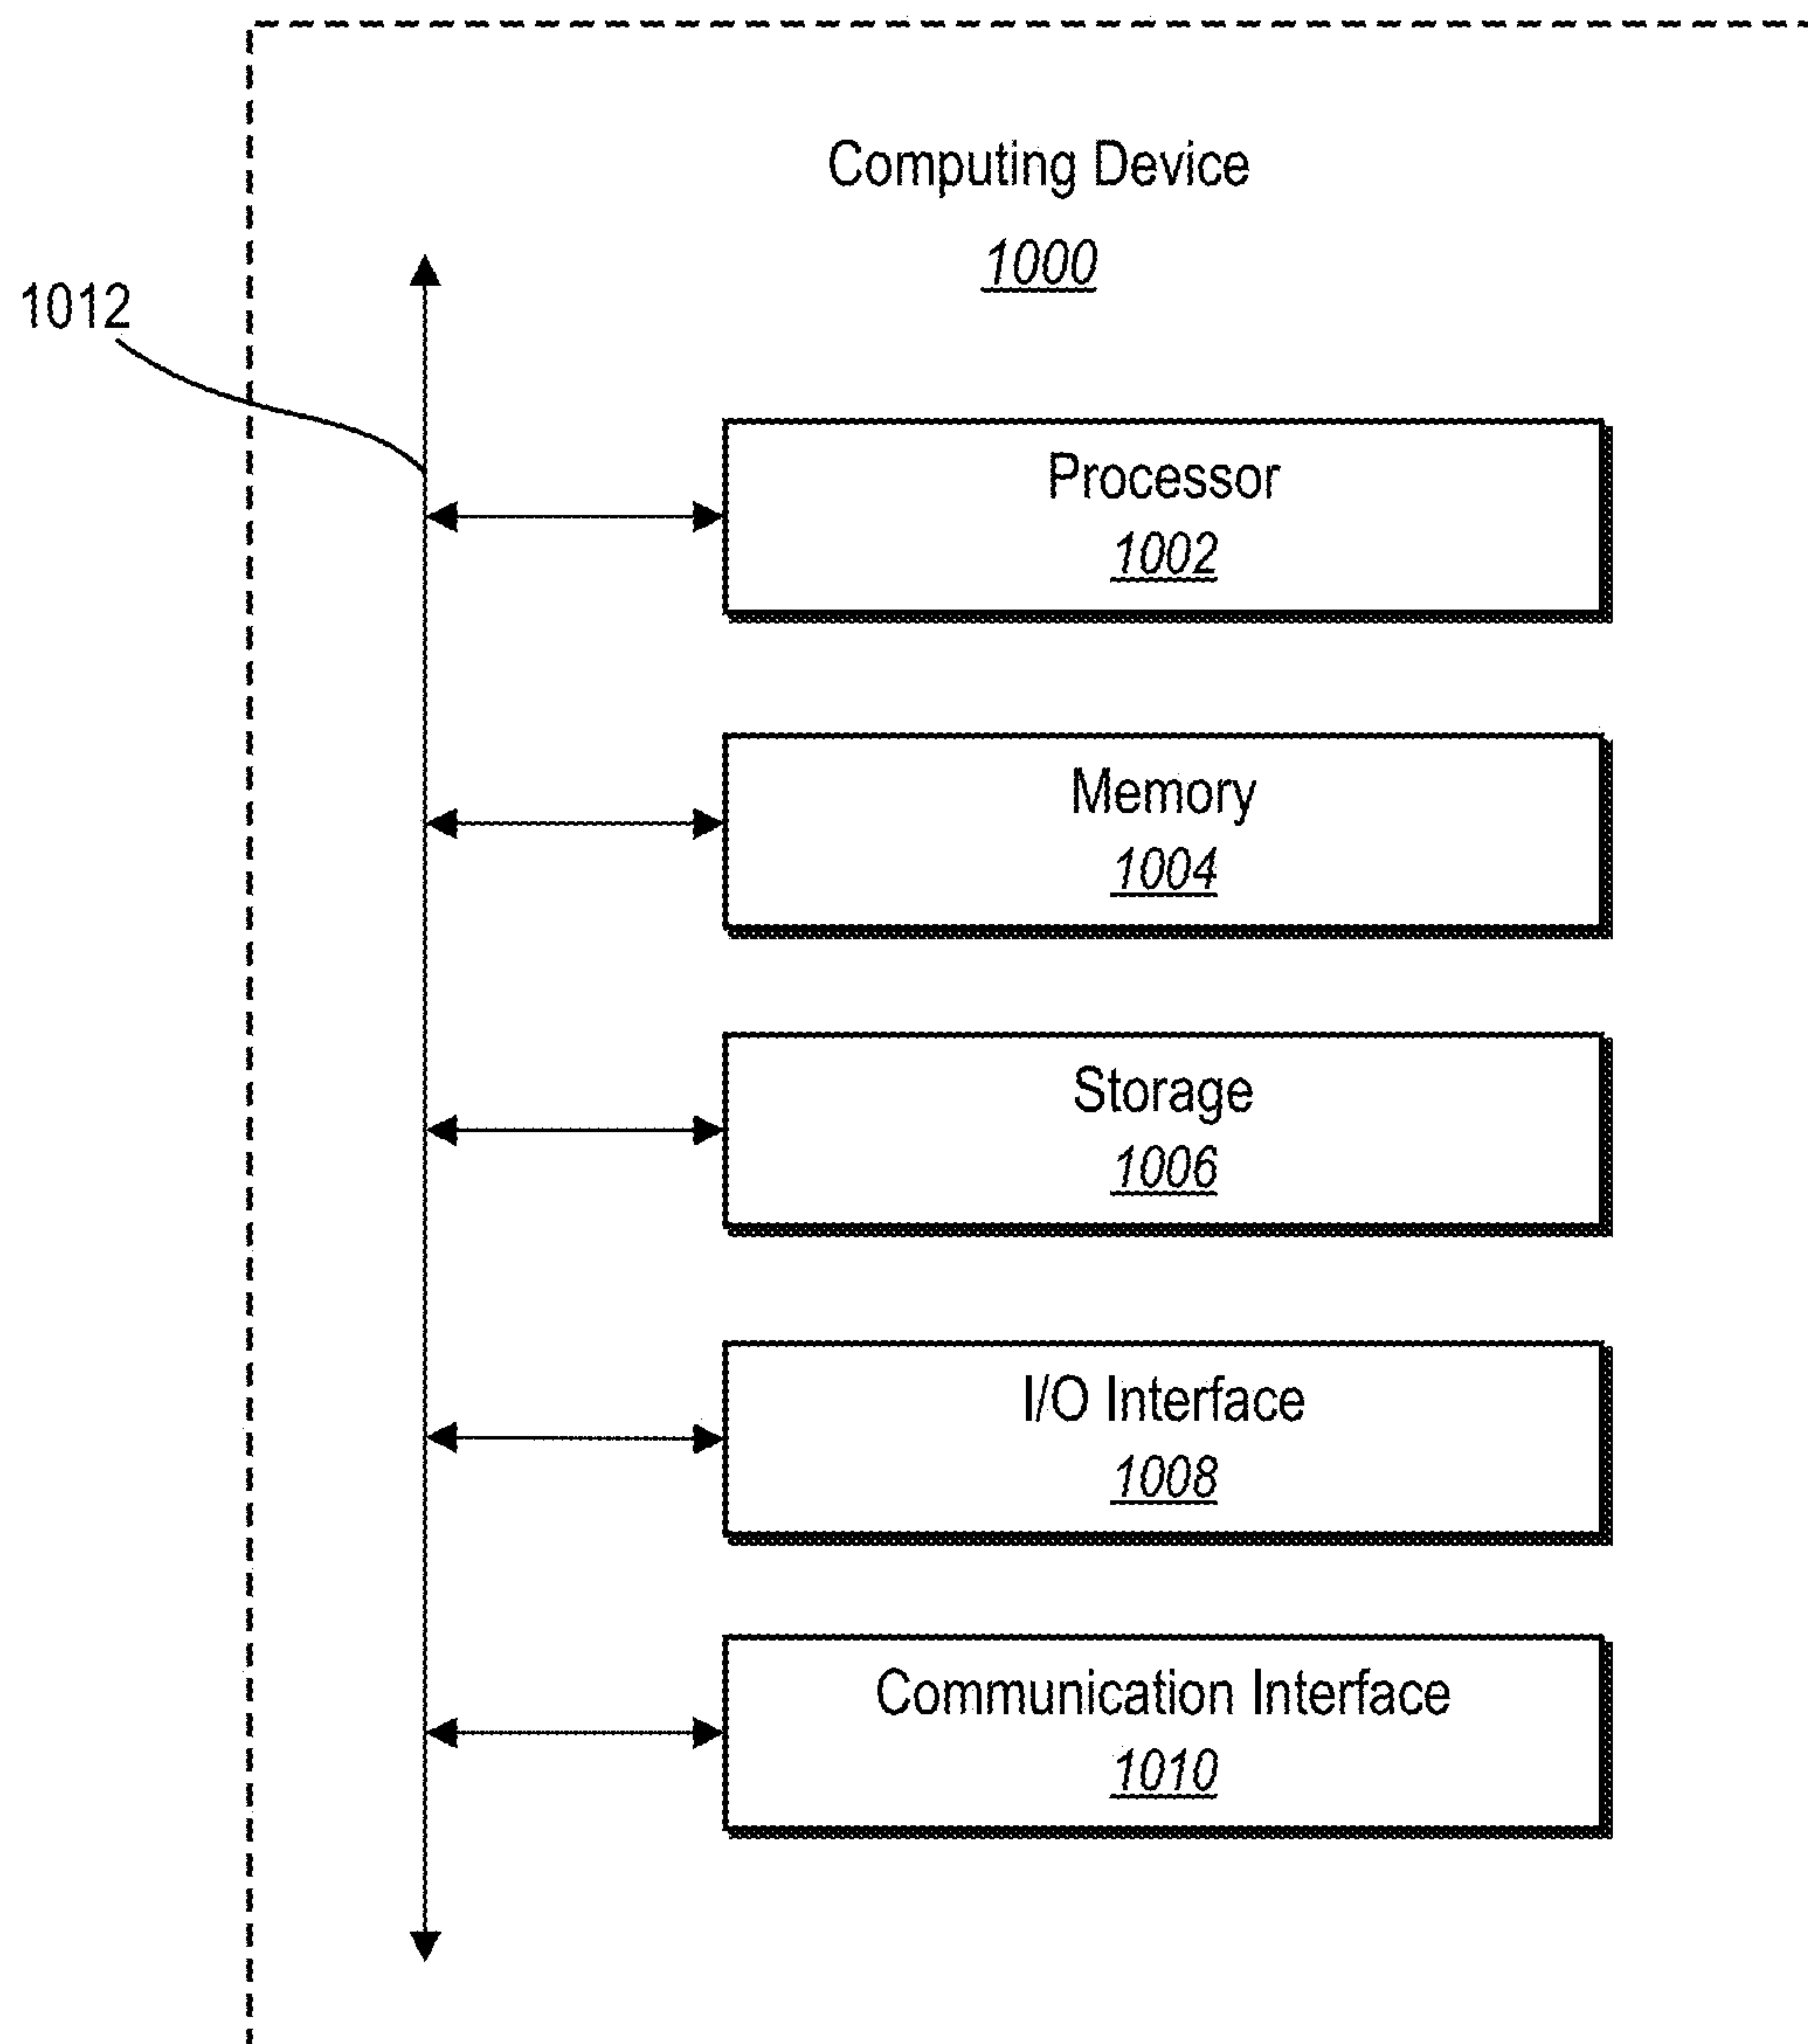 Computing Device
1000
1012
Processor
1002
Memory
1004
Storage
1006
I/O Interface
1008
Communication Interface
1010